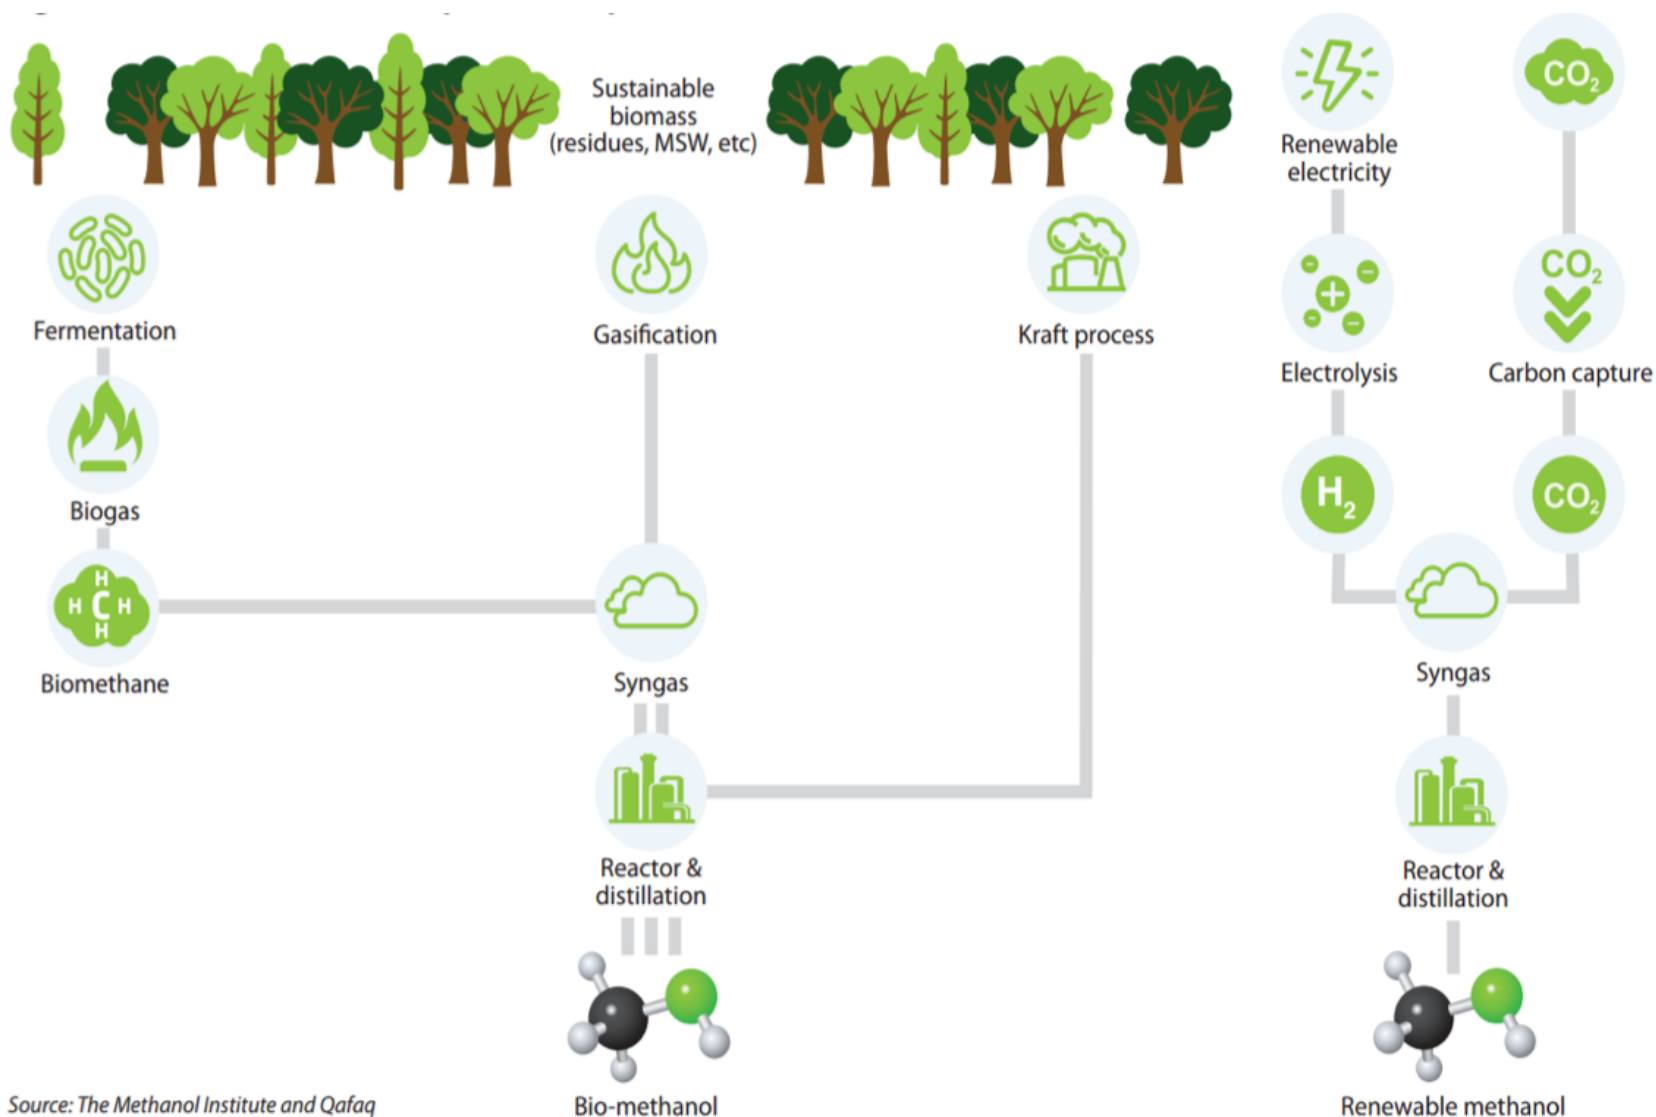 Sustainable
biomass
(residues, MSW, etc)
CO2
Renewable
electricity
Fermentation
Gasification
Kraft process
CO2
Electrolysis
Carbon capture
Biogas
H2
CO2
H
H C H
H
Biomethane
Syngas
Syngas
Reactor &
distillation
Reactor &
distillation
Source: The Methanol Institute and Qafaq
Bio-methanol
Renewable methanol